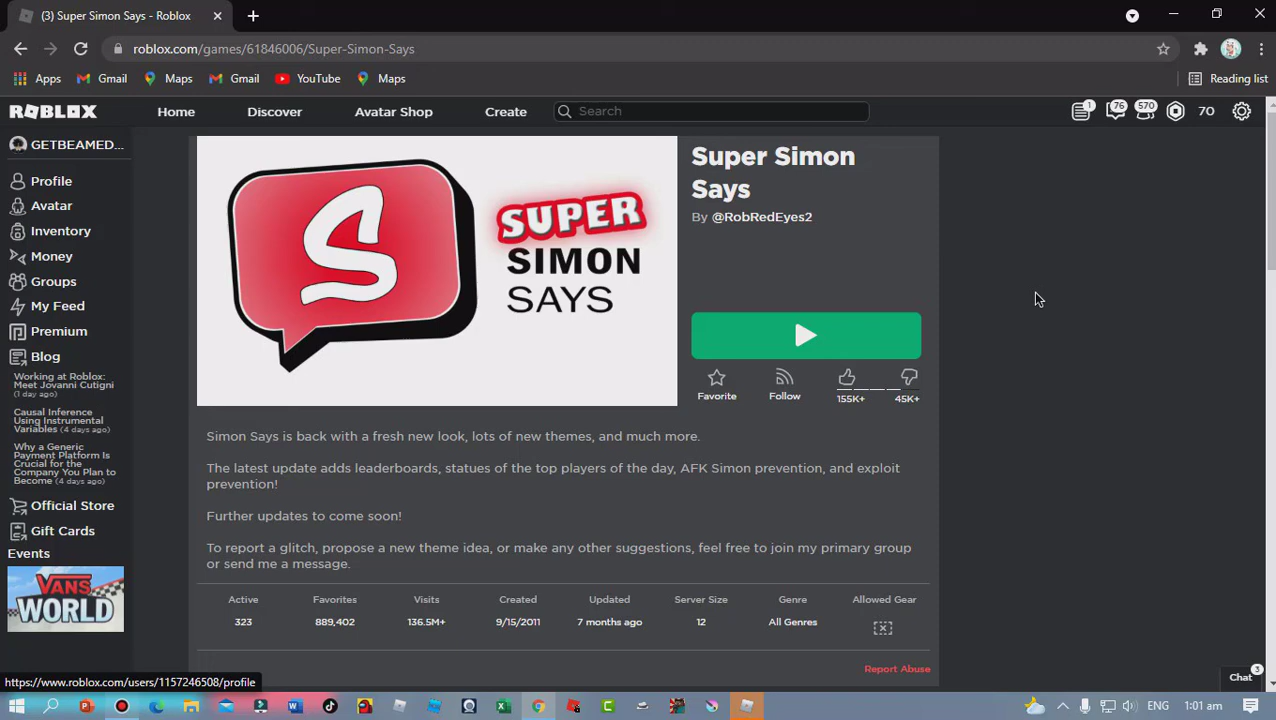 (3) Super Simon Says - Roblox
roblox.com/games/61846006/Super-Simon-Says
Apps Gmail Maps Gmail YouTube Maps Reading list
ROBLOX Home Discover Avatar Shop Create Search 1 76 570 70
GETBEAMED...
Profile
Avatar
Inventory
Money
Groups
My Feed
Premium
Blog
Working at Roblox:
Meet Jovanni Cutigni
(1 day ago)
Causal Inference
Using Instrumental
Variables (4 days ago)
Why a Generic
Payment Platform Is
Crucial for the
Company You Plan to
Become (4 days ago)
Official Store
Gift Cards
Events
VANS
WORLD
S
SUPER
SIMON
SAYS
Super Simon
Says
By @RobRedEyes2
Favorite Follow 155K+ 45K+
Simon Says is back with a fresh new look, lots of new themes, and much more.
The latest update adds leaderboards, statues of the top players of the day, AFK Simon prevention, and exploit
prevention!
Further updates to come soon!
To report a glitch, propose a new theme idea, or make any other suggestions, feel free to join my primary group
or send me a message.
Active Favorites Visits Created Updated Server Size Genre Allowed Gear
323 889,402 136.5M+ 9/15/2011 7 months ago 12 All Genres
Report Abuse
Chat 3
https://www.roblox.com/users/1157246508/profile
ENG 1:01 am